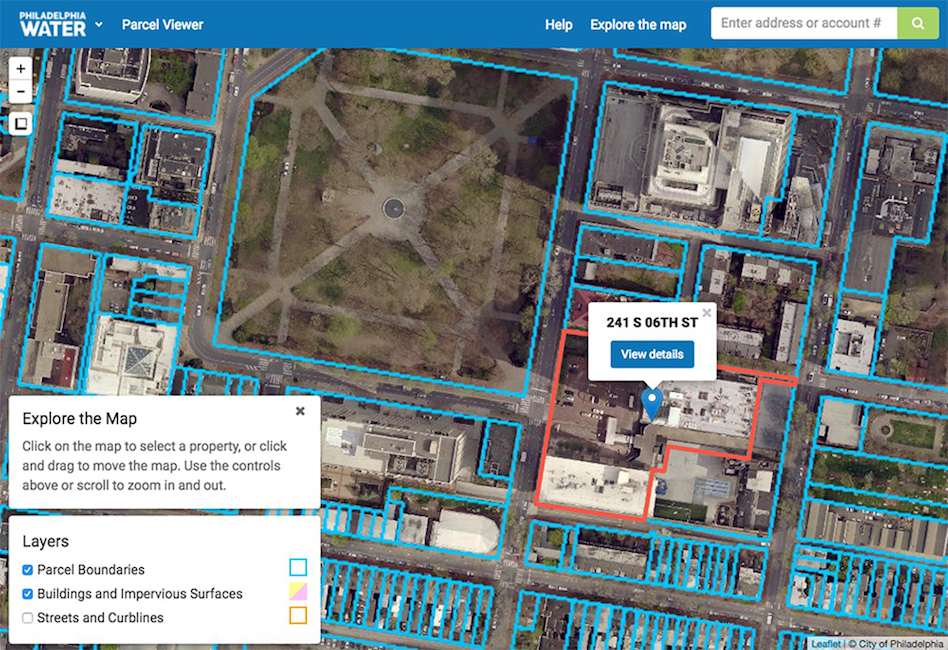 PHILADELPHIA
WATER
Parcel Viewer
Help
Explore the map
Enter address or account #
+
−
241 S 06TH ST
×
View details
Explore the Map
×
Click on the map to select a property, or click
and drag to move the map. Use the controls
above or scroll to zoom in and out.
Layers
Parcel Boundaries
Buildings and Impervious Surfaces
Streets and Curblines
Leaflet | © City of Philadelphia